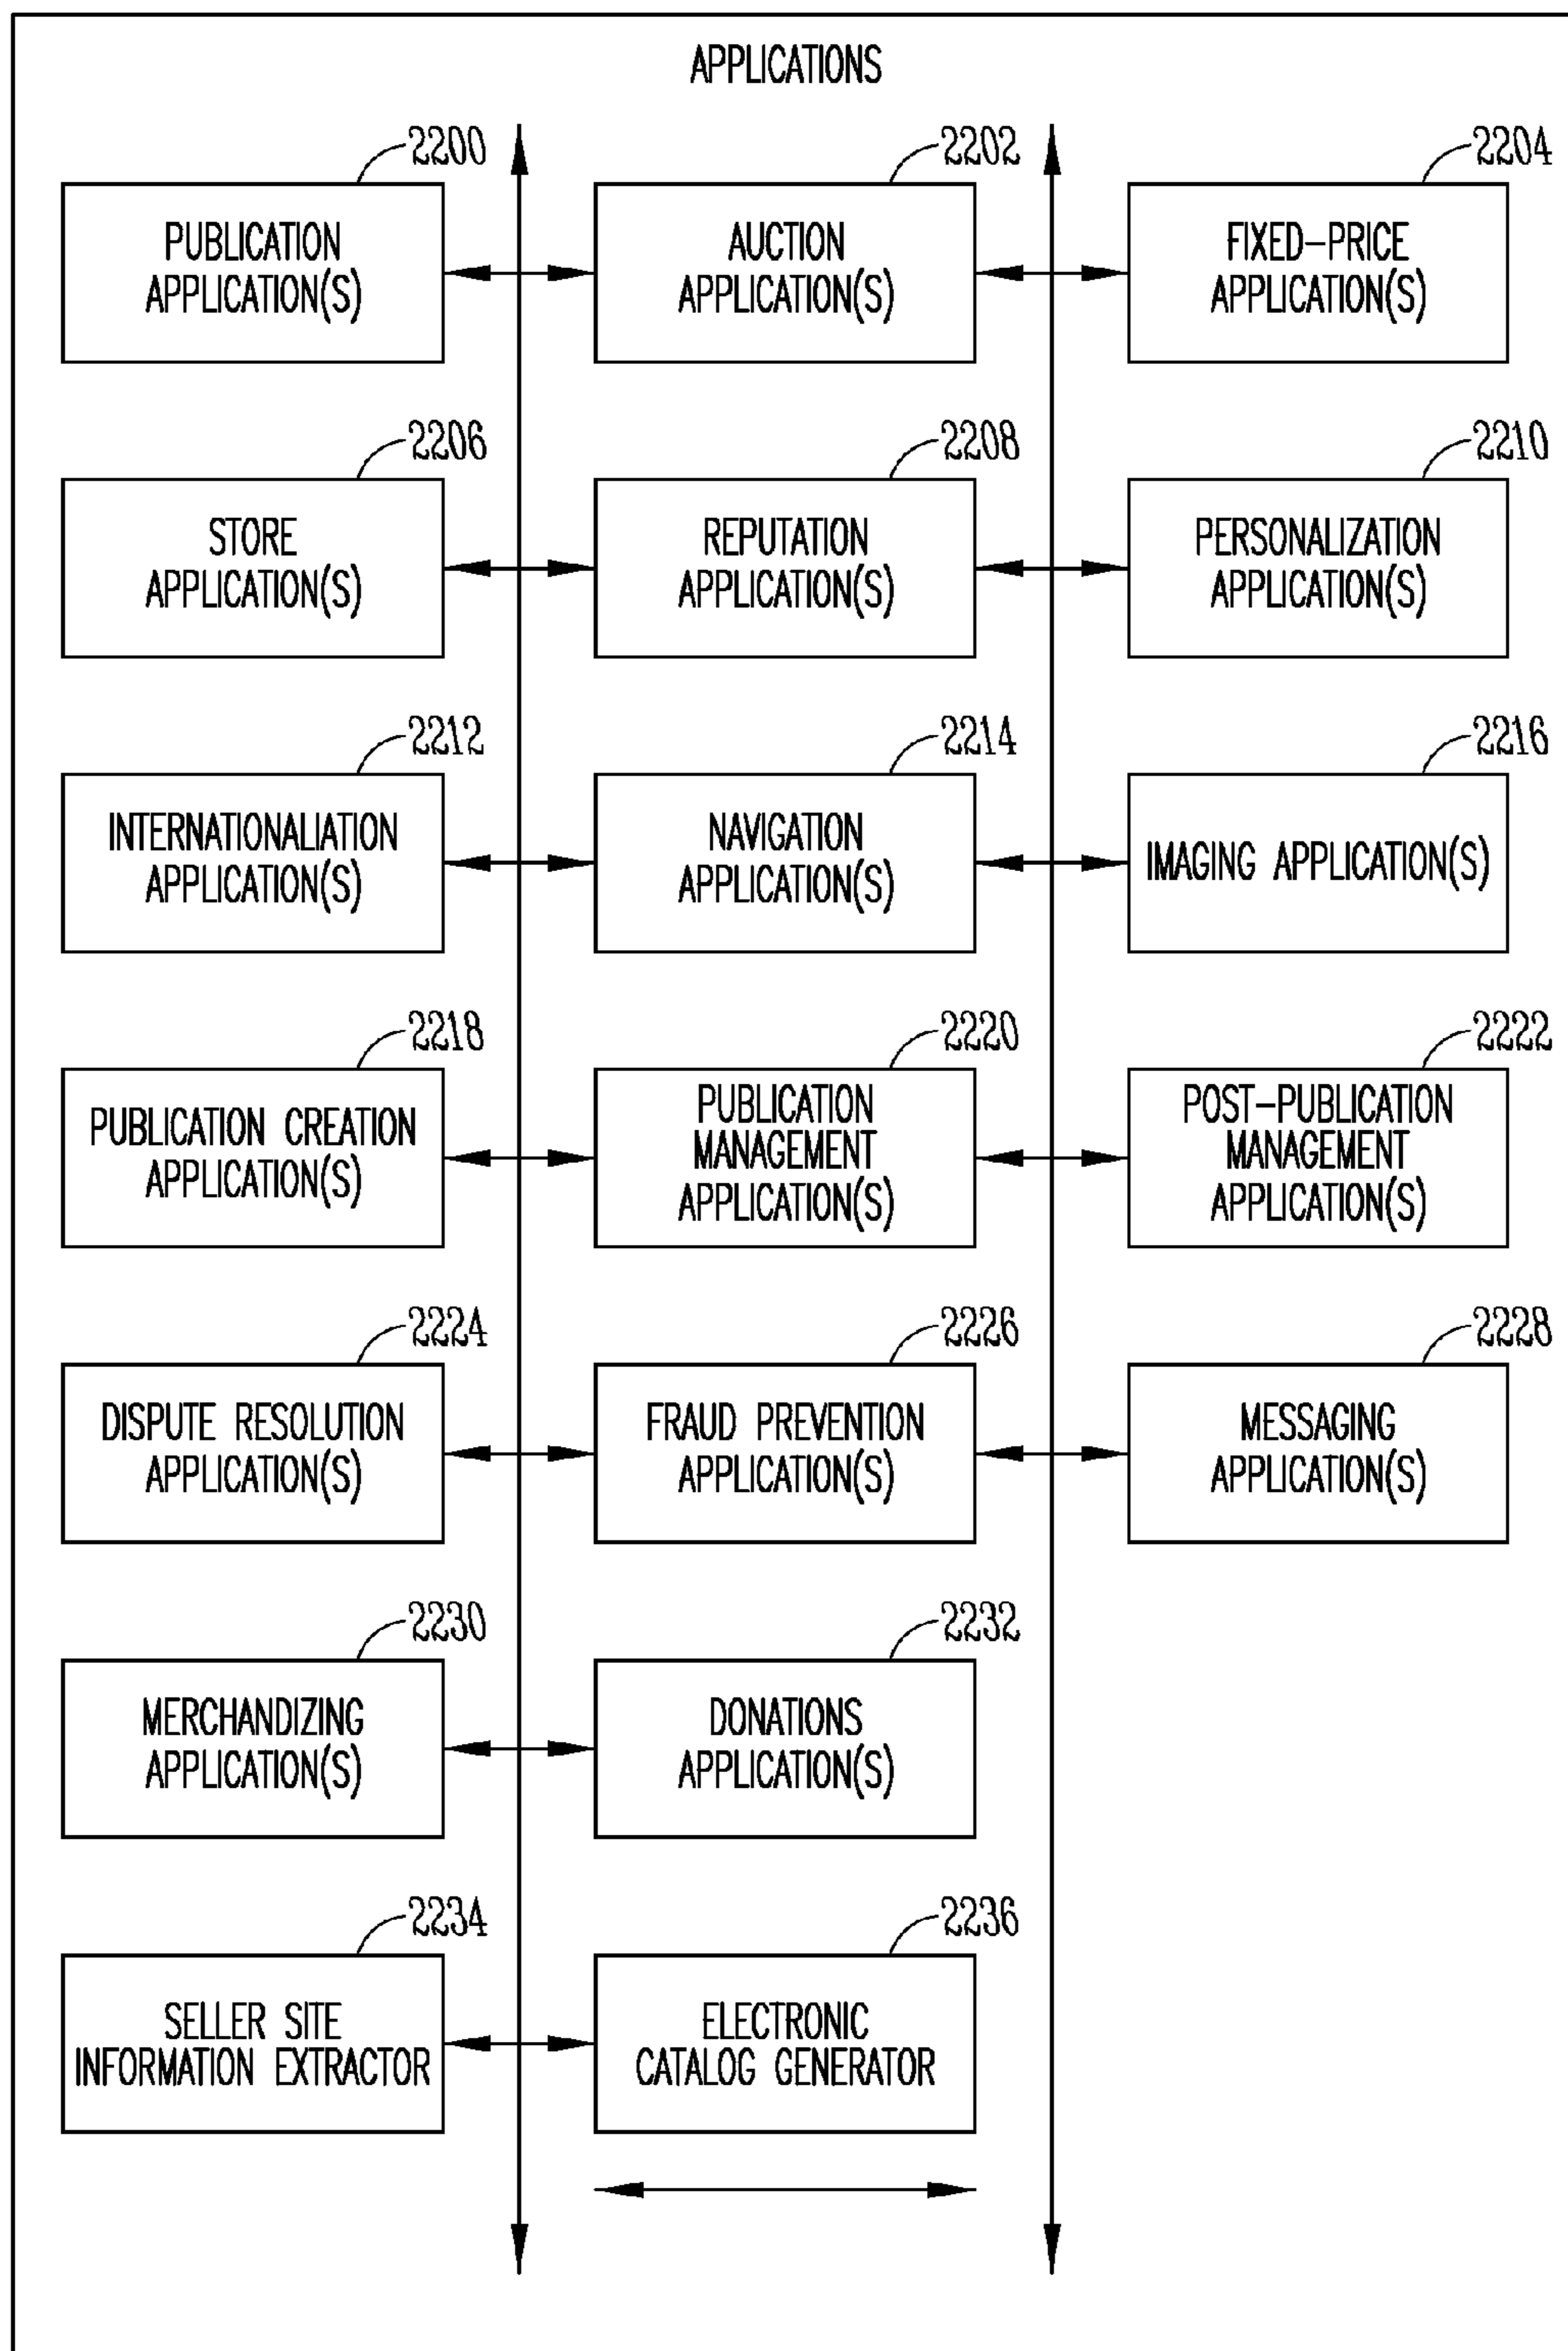 APPLICATIONS
2200
PUBLICATION
APPLICATION(S)
2202
AUCTION
APPLICATION(S)
2204
FIXED-PRICE
APPLICATION(S)
2206
STORE
APPLICATION(S)
2208
REPUTATION
APPLICATION(S)
2210
PERSONALIZATION
APPLICATION(S)
2212
INTERNATIONALIATION
APPLICATION(S)
2214
NAVIGATION
APPLICATION(S)
2216
IMAGING APPLICATION(S)
2218
PUBLICATION CREATION
APPLICATION(S)
2220
PUBLICATION
MANAGEMENT
APPLICATION(S)
2222
POST-PUBLICATION
MANAGEMENT
APPLICATION(S)
2224
DISPUTE RESOLUTION
APPLICATION(S)
2226
FRAUD PREVENTION
APPLICATION(S)
2228
MESSAGING
APPLICATION(S)
2230
MERCHANDIZING
APPLICATION(S)
2232
DONATIONS
APPLICATION(S)
2234
SELLER SITE
INFORMATION EXTRACTOR
2236
ELECTRONIC
CATALOG GENERATOR